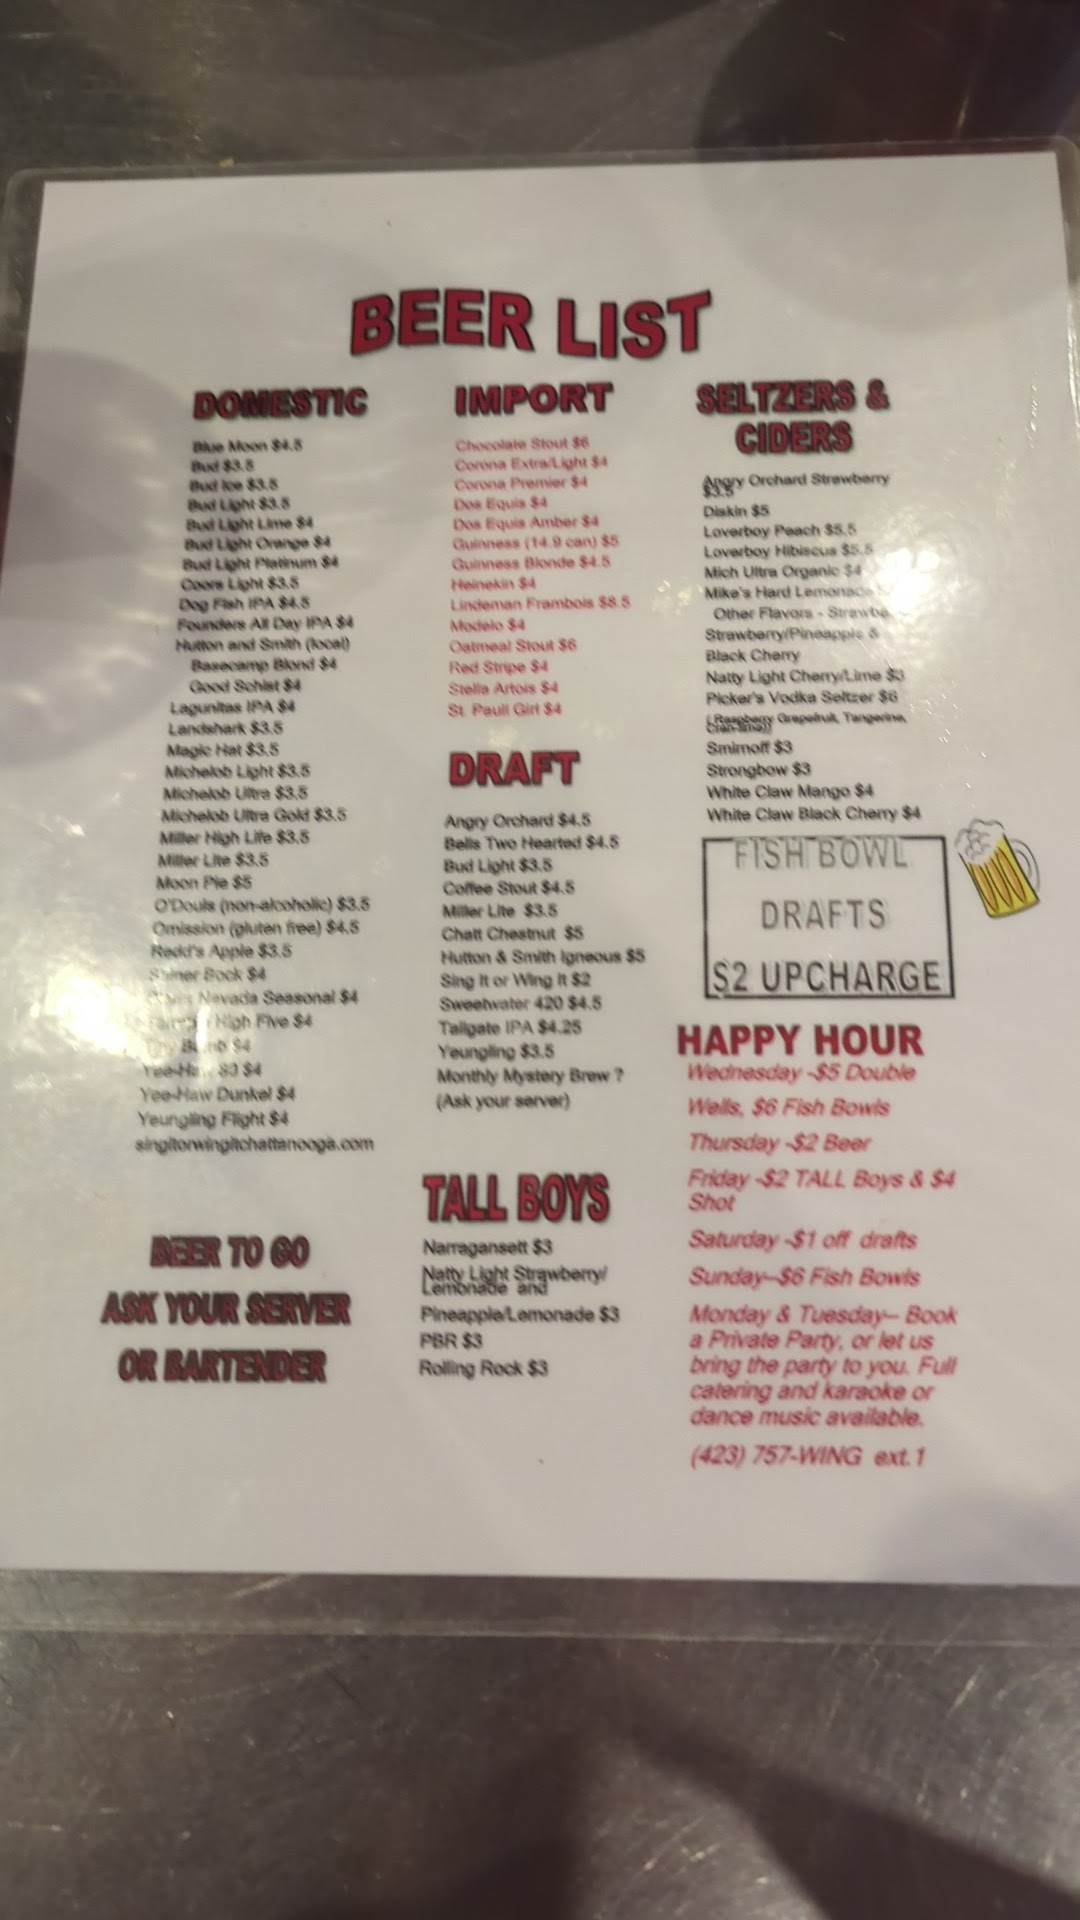 BEER LIST
DOMESTIC
Blue Moon $4.5
Bud $3.5
Bud Ice $3.5
Bud Light $3.5
Bud Light Lime $4
Bud Light Orange $4
Bud Light Platinum $4
Coors Light $3.5
Dog Fish IPA $4.5
Founders All Day IPA $4
Hutton and Smith (local)
Basecamp Blond $4
Good Schist $4
Lagunitas IPA $4
Landshark $3.5
Magic Hat $3.5
Michelob Light $3.5
Michelob Ultra $3.5
Michelob Ultra Gold $3.5
Miller High Life $3.5
Miller Lite $3.5
Moon Pie $5
O'Douls (non-alcoholic) $3.5
Omission (gluten free) $4.5
Redd's Apple $3.5
Bock $4
Nevada Seasonal $4
High Five $4
$4
Yee-Haw 80 $4
Yee-Haw Dunkel $4
Yeungling Flight $4
singitorwingitchattanooga.com
BEER TO GO
ASK YOUR SERVER
OR BARTENDER
IMPORT
Chocolate Stout $6
Corona Extra/Light $4
Corona Premier $4
Dos Equis $4
Dos Equis Amber $4
Guinness (14.9 can) $5
Guinness Blonde $4.5
Heinekin $4
Lindeman Frambois $8.5
Modelo $4
Oatmeal Stout $6
Red Stripe $4
Stella Artois $4
St. Pauli Girl $4
DRAFT
Angry Orchard $4.5
Bells Two Hearted $4.5
Bud Light $3.5
Coffee Stout $4.5
Miller Lite $3.5
Chatt Chestnut $5
Hutton & Smith Igneous $5
Sing It or Wing It $2
Sweetwater 420 $4.5
Tailgate IPA $4.25
Yeungling $3.5
Monthly Mystery Brew ?
(Ask your server)
TALL BOYS
Narragansett $3
Natty Light Strawberry/
Lemonade and
Pineapple/Lemonade $3
PBR $3
Rolling Rock $3
SELTZERS &
CIDERS
Angry Orchard Strawberry
$3.5
Diskin $5
Loverboy Peach $5.5
Loverboy Hibiscus $5.5
Mich Ultra Organic $4
Mike's Hard Lemonade
Other Flavors -
Strawberry/Pineapple &
Black Cherry
Natty Light Cherry/Lime $3
Picker's Vodka Seltzer $6
(Raspberry Grapefruit, Tangerine,
Cran-lime))
Smirnoff $3
Strongbow $3
White Claw Mango $4
White Claw Black Cherry $4
FISH BOWL
DRAFTS
$2 UPCHARGE
HAPPY HOUR
Wednesday -$5 Double
Wells, $6 Fish Bowls
Thursday -$2 Beer
Friday -$2 TALL Boys & $4
Shot
Saturday -$1 off drafts
Sunday--$6 Fish Bowls
Monday & Tuesday-- Book
a Private Party, or let us
bring the party to you. Full
catering and karaoke or
dance music available.
(423) 757-WING ext.1